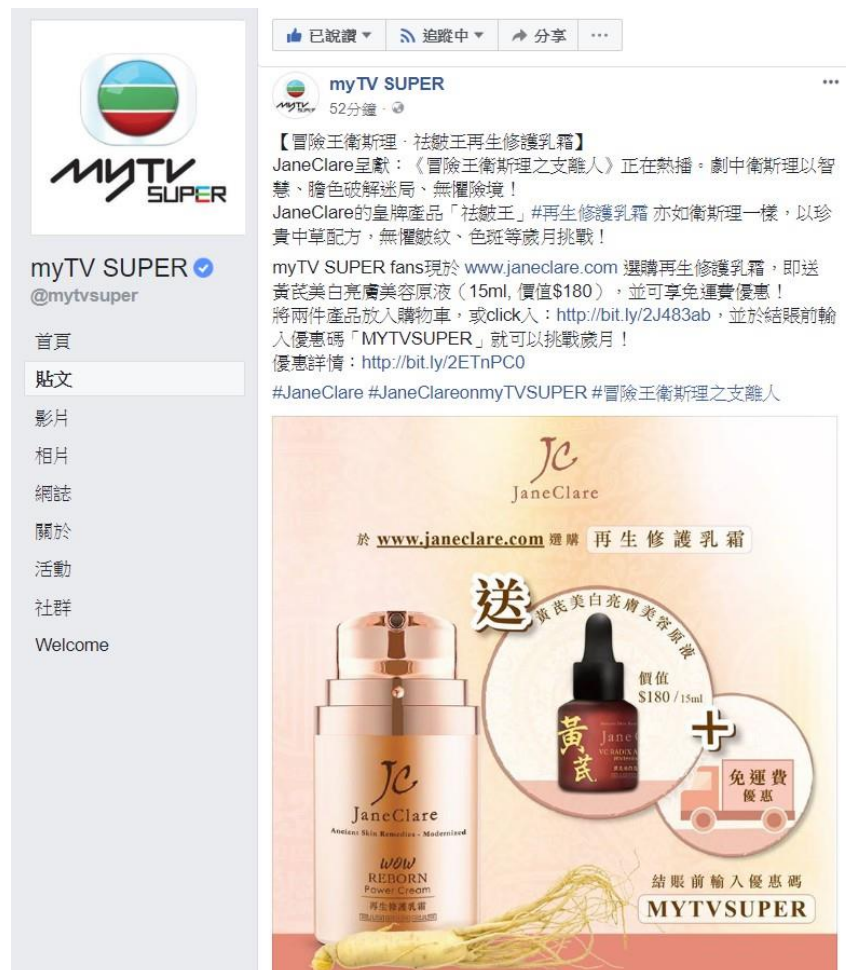 已說讚
追蹤中
分享
myTV
SUPER
myTV SUPER
@mytvsuper
首頁
貼文
影片
相片
網誌
關於
活動
社群
Welcome
myTV SUPER
52分鐘 ·
【冒險王衛斯理 · 祛皺王再生修護乳霜】
JaneClare呈獻：《冒險王衛斯理之支離人》正在熱播。劇中衛斯理以智
慧、膽色破解迷局、無懼險境！
JaneClare的皇牌產品「祛皺王」#再生修護乳霜 亦如衛斯理一樣，以珍
貴中草配方，無懼皺紋、色斑等歲月挑戰！
myTV SUPER fans現於 www.janeclare.com 選購再生修護乳霜，即送
黃芪美白亮膚美容原液（15ml, 價值$180），並可享免運費優惠！
將兩件產品放入購物車，或click入：http://bit.ly/2J483ab，並於結賬前輸
入優惠碼「MYTVSUPER」就可以挑戰歲月！
優惠詳情：http://bit.ly/2ETnPC0
#JaneClare #JaneClareonmyTVSUPER #冒險王衛斯理之支離人
JC
JaneClare
於 www.janeclare.com 選購 再生修護乳霜
送
黃芪美白亮膚美容原液
價值
$180 /15ml
黃芪
+
免運費
優惠
JC
JaneClare
Ancient Skin Remedies - Modernized
WOW
REBORN
Power Cream
再生修護乳霜
結賬前輸入優惠碼
MYTVSUPER